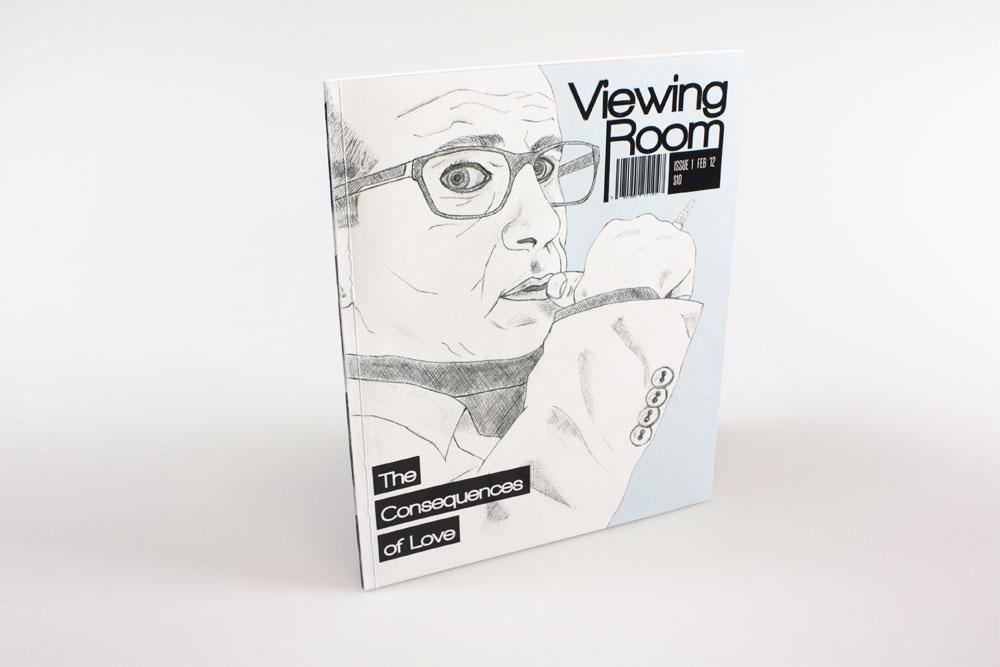 Viewing
Room
ISSUE 1 FEB '12
$10
The
Consequences
of Love